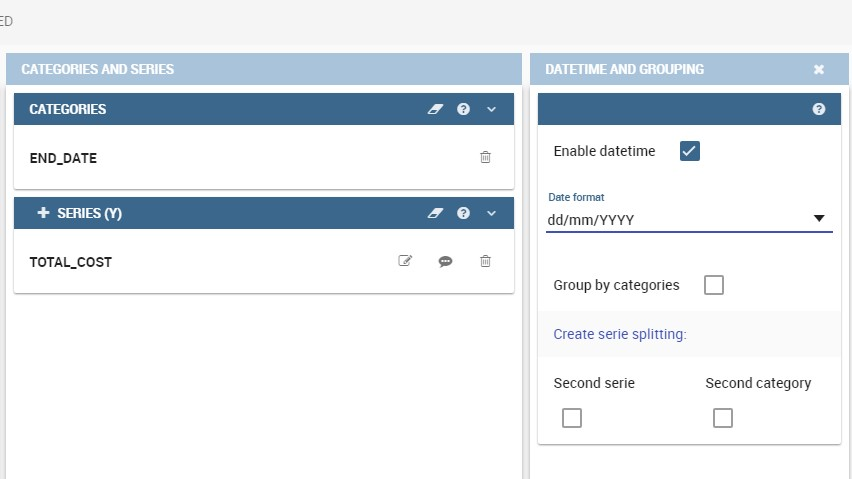 ED
CATEGORIES AND SERIES
CATEGORIES
END_DATE
SERIES (Y)
TOTAL_COST
DATETIME AND GROUPING
Enable datetime
Date format
dd/mm/YYYY
Group by categories
Create serie splitting:
Second serie Second category